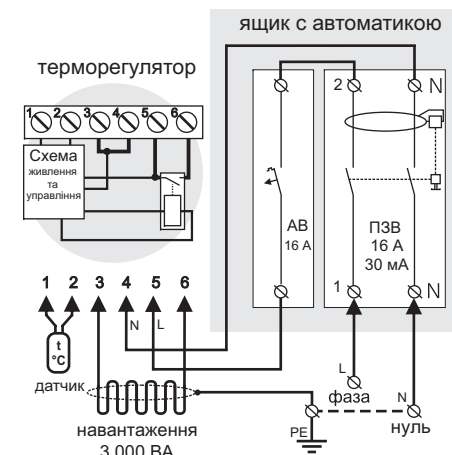 ящик с автоматикою
терморегулятор
1 2 3 4 5 6
Схема
живлення
та
управління
2 N
АВ
16 А
ПЗВ
16 А
30 мА
1 N
1 2 3 4 5 6
N L
t
°C
датчик
L
фаза
N
нуль
PE
навантаження
3 000 ВА